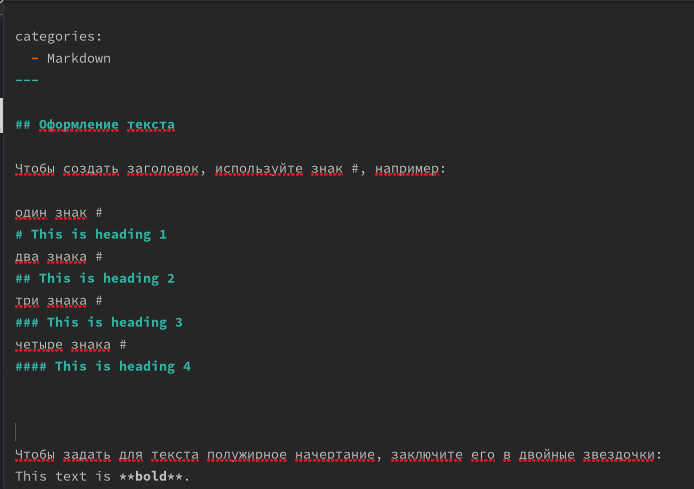 categories:
  - Markdown
---
## Оформление текста
Чтобы создать заголовок, используйте знак #, например:
один знак #
# This is heading 1
два знака #
## This is heading 2
три знака #
### This is heading 3
четыре знака #
#### This is heading 4
Чтобы задать для текста полужирное начертание, заключите его в двойные звездочки:
This text is **bold**.